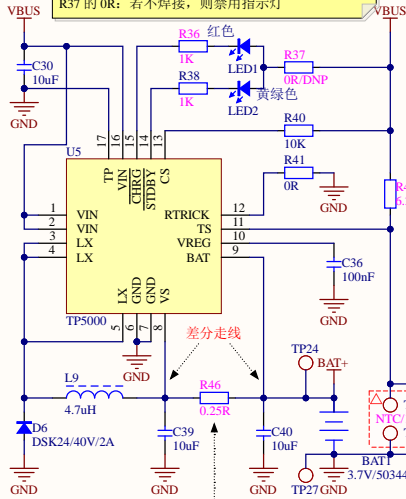 R37 的 0R：若不焊接，则禁用指示灯
VBUS
VBUS
R36
1K
红色
LED1
R37
0R/DNP
C30
10uF
GND
R38
1K
黄绿色
LED2
R40
10K
R41
0R
GND
U5
17
16
15
14
13
TP
VIN
CHRG
STDBY
CS
1
VIN
2
VIN
3
LX
4
LX
RTRICK
12
TS
11
VREG
10
BAT
9
LX
GND
GND
VS
5
6
7
8
TP5000
GND
C36
100nF
GND
差分走线
L9
4.7uH
R46
0.25R
TP24
BAT+
D6
DSK24/40V/2A
GND
C39
10uF
GND
C40
10uF
GND
NTC/
BAT1
3.7V/50344
TP27
GND